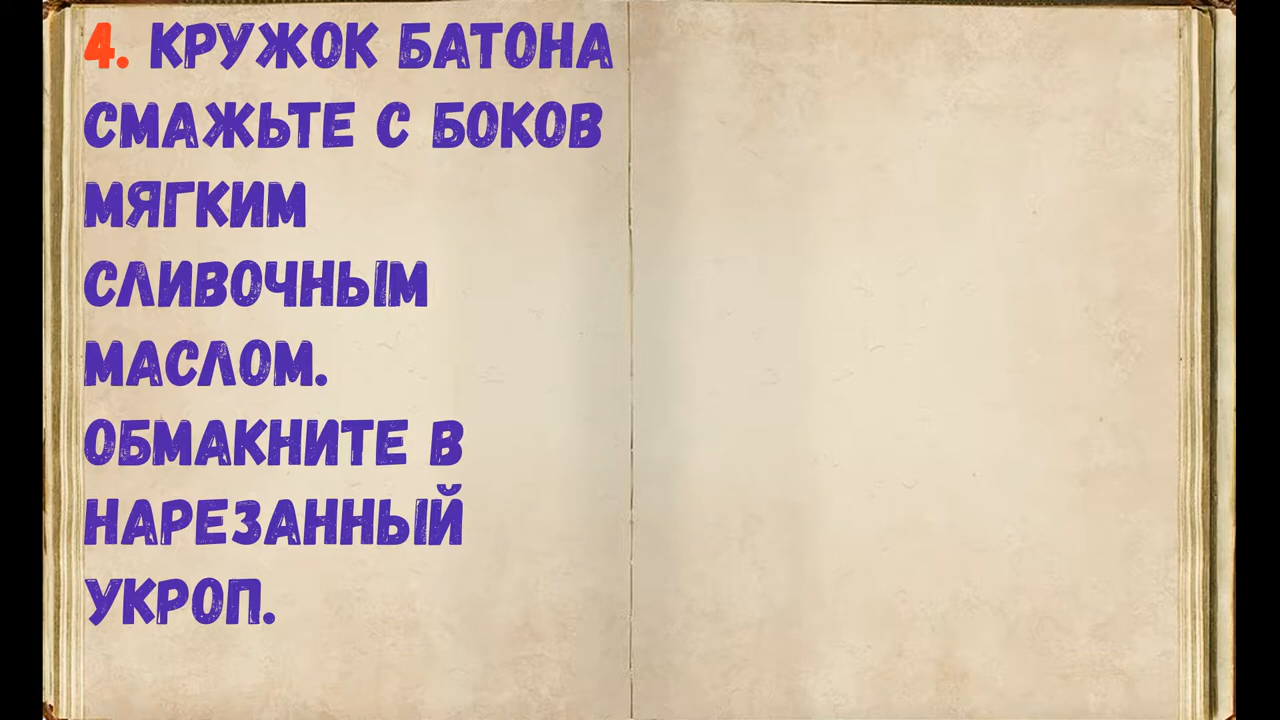 4. КРУЖОК БАТОНА
СМАЖЬТЕ С БОКОВ
МЯГКИМ
СЛИВОЧНЫМ
МАСЛОМ.
ОБМАКНИТЕ В
НАРЕЗАННЫЙ
УКРОП.